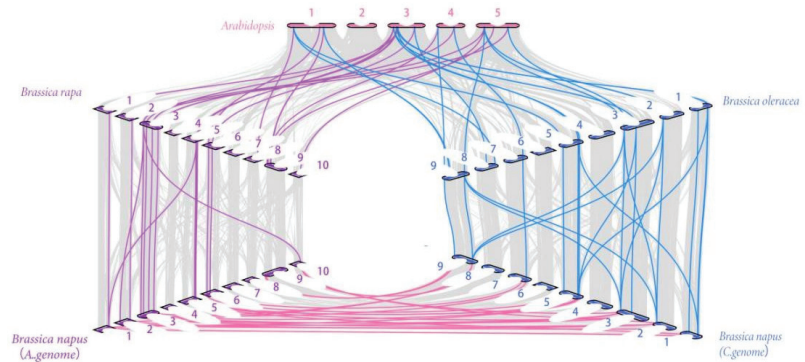 1 2 3 4 5
Arabidopsis
Brassica rapa
1 2 3 4 5 6 7 8 9 10
Brassica oleracea
9 8 7 6 5 4 3 2 1
Brassica napus
(A.genome)
1 2 3 4 5 6 7 8 9 10
Brassica napus
(C.genome)
9 8 7 6 5 4 3 2 1